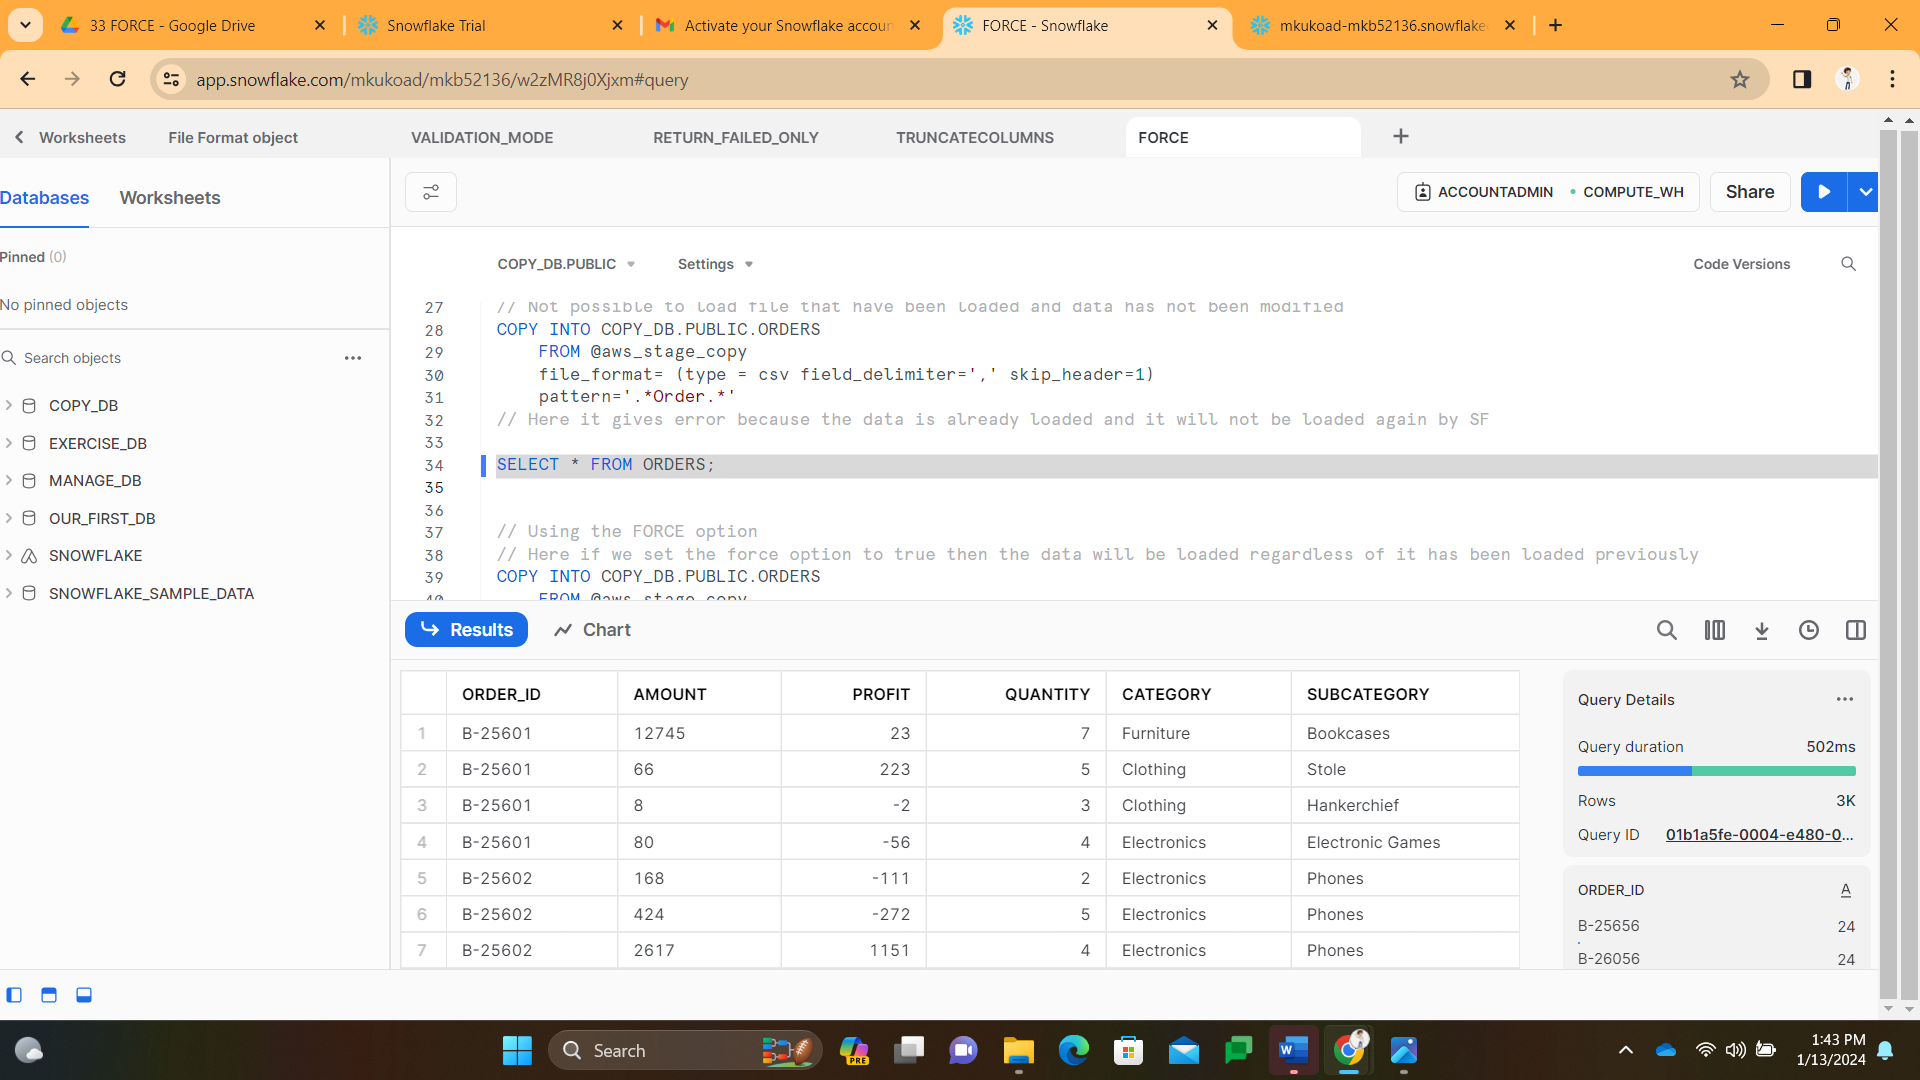 33 FORCE - Google Drive
Snowflake Trial
Activate your Snowflake accoun
FORCE - Snowflake
mkukoad-mkb52136.snowflake
app.snowflake.com/mkukoad/mkb52136/w2zMR8j0Xjxm#query
Worksheets
File Format object
VALIDATION_MODE
RETURN_FAILED_ONLY
TRUNCATECOLUMNS
FORCE
Databases
Worksheets
ACCOUNTADMIN
COMPUTE_WH
Share
Pinned (0)
No pinned objects
Search objects
COPY_DB
EXERCISE_DB
MANAGE_DB
OUR_FIRST_DB
SNOWFLAKE
SNOWFLAKE_SAMPLE_DATA
COPY_DB.PUBLIC
Settings
Code Versions
27 // Not possible to load file that have been loaded and data has not been modified
28 COPY INTO COPY_DB.PUBLIC.ORDERS
29 FROM @aws_stage_copy
30 file_format= (type = csv field_delimiter=',' skip_header=1)
31 pattern='.*Order.*'
32 // Here it gives error because the data is already loaded and it will not be loaded again by SF
33
34 SELECT * FROM ORDERS;
35
36
37 // Using the FORCE option
38 // Here if we set the force option to true then the data will be loaded regardless of it has been loaded previously
39 COPY INTO COPY_DB.PUBLIC.ORDERS
40 FROM @aws_stage_copy
Results
Chart
ORDER_ID AMOUNT PROFIT QUANTITY CATEGORY SUBCATEGORY
1 B-25601 12745 23 7 Furniture Bookcases
2 B-25601 66 223 5 Clothing Stole
3 B-25601 8 -2 3 Clothing Hankerchief
4 B-25601 80 -56 4 Electronics Electronic Games
5 B-25602 168 -111 2 Electronics Phones
6 B-25602 424 -272 5 Electronics Phones
7 B-25602 2617 1151 4 Electronics Phones
Query Details
Query duration 502ms
Rows 3K
Query ID 01b1a5fe-0004-e480-0...
ORDER_ID A
B-25656 24
B-26056 24
Search
PRE
1:43 PM
1/13/2024